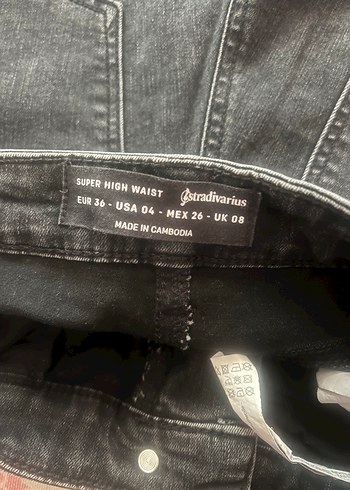 SUPER HIGH WAIST stradivarius
EUR 36 - USA 04 - MEX 26 - UK 08
MADE IN CAMBODIA